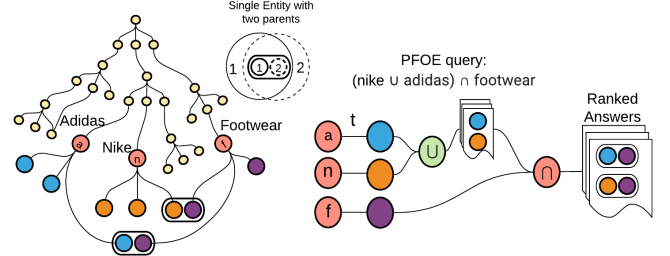 Single Entity with
two parents
1
1
2
2
Adidas
a
Nike
n
Footwear
f
PFOE query:
(nike ∪ adidas) ∩ footwear
t
a
n
f
∪
∩
Ranked
Answers